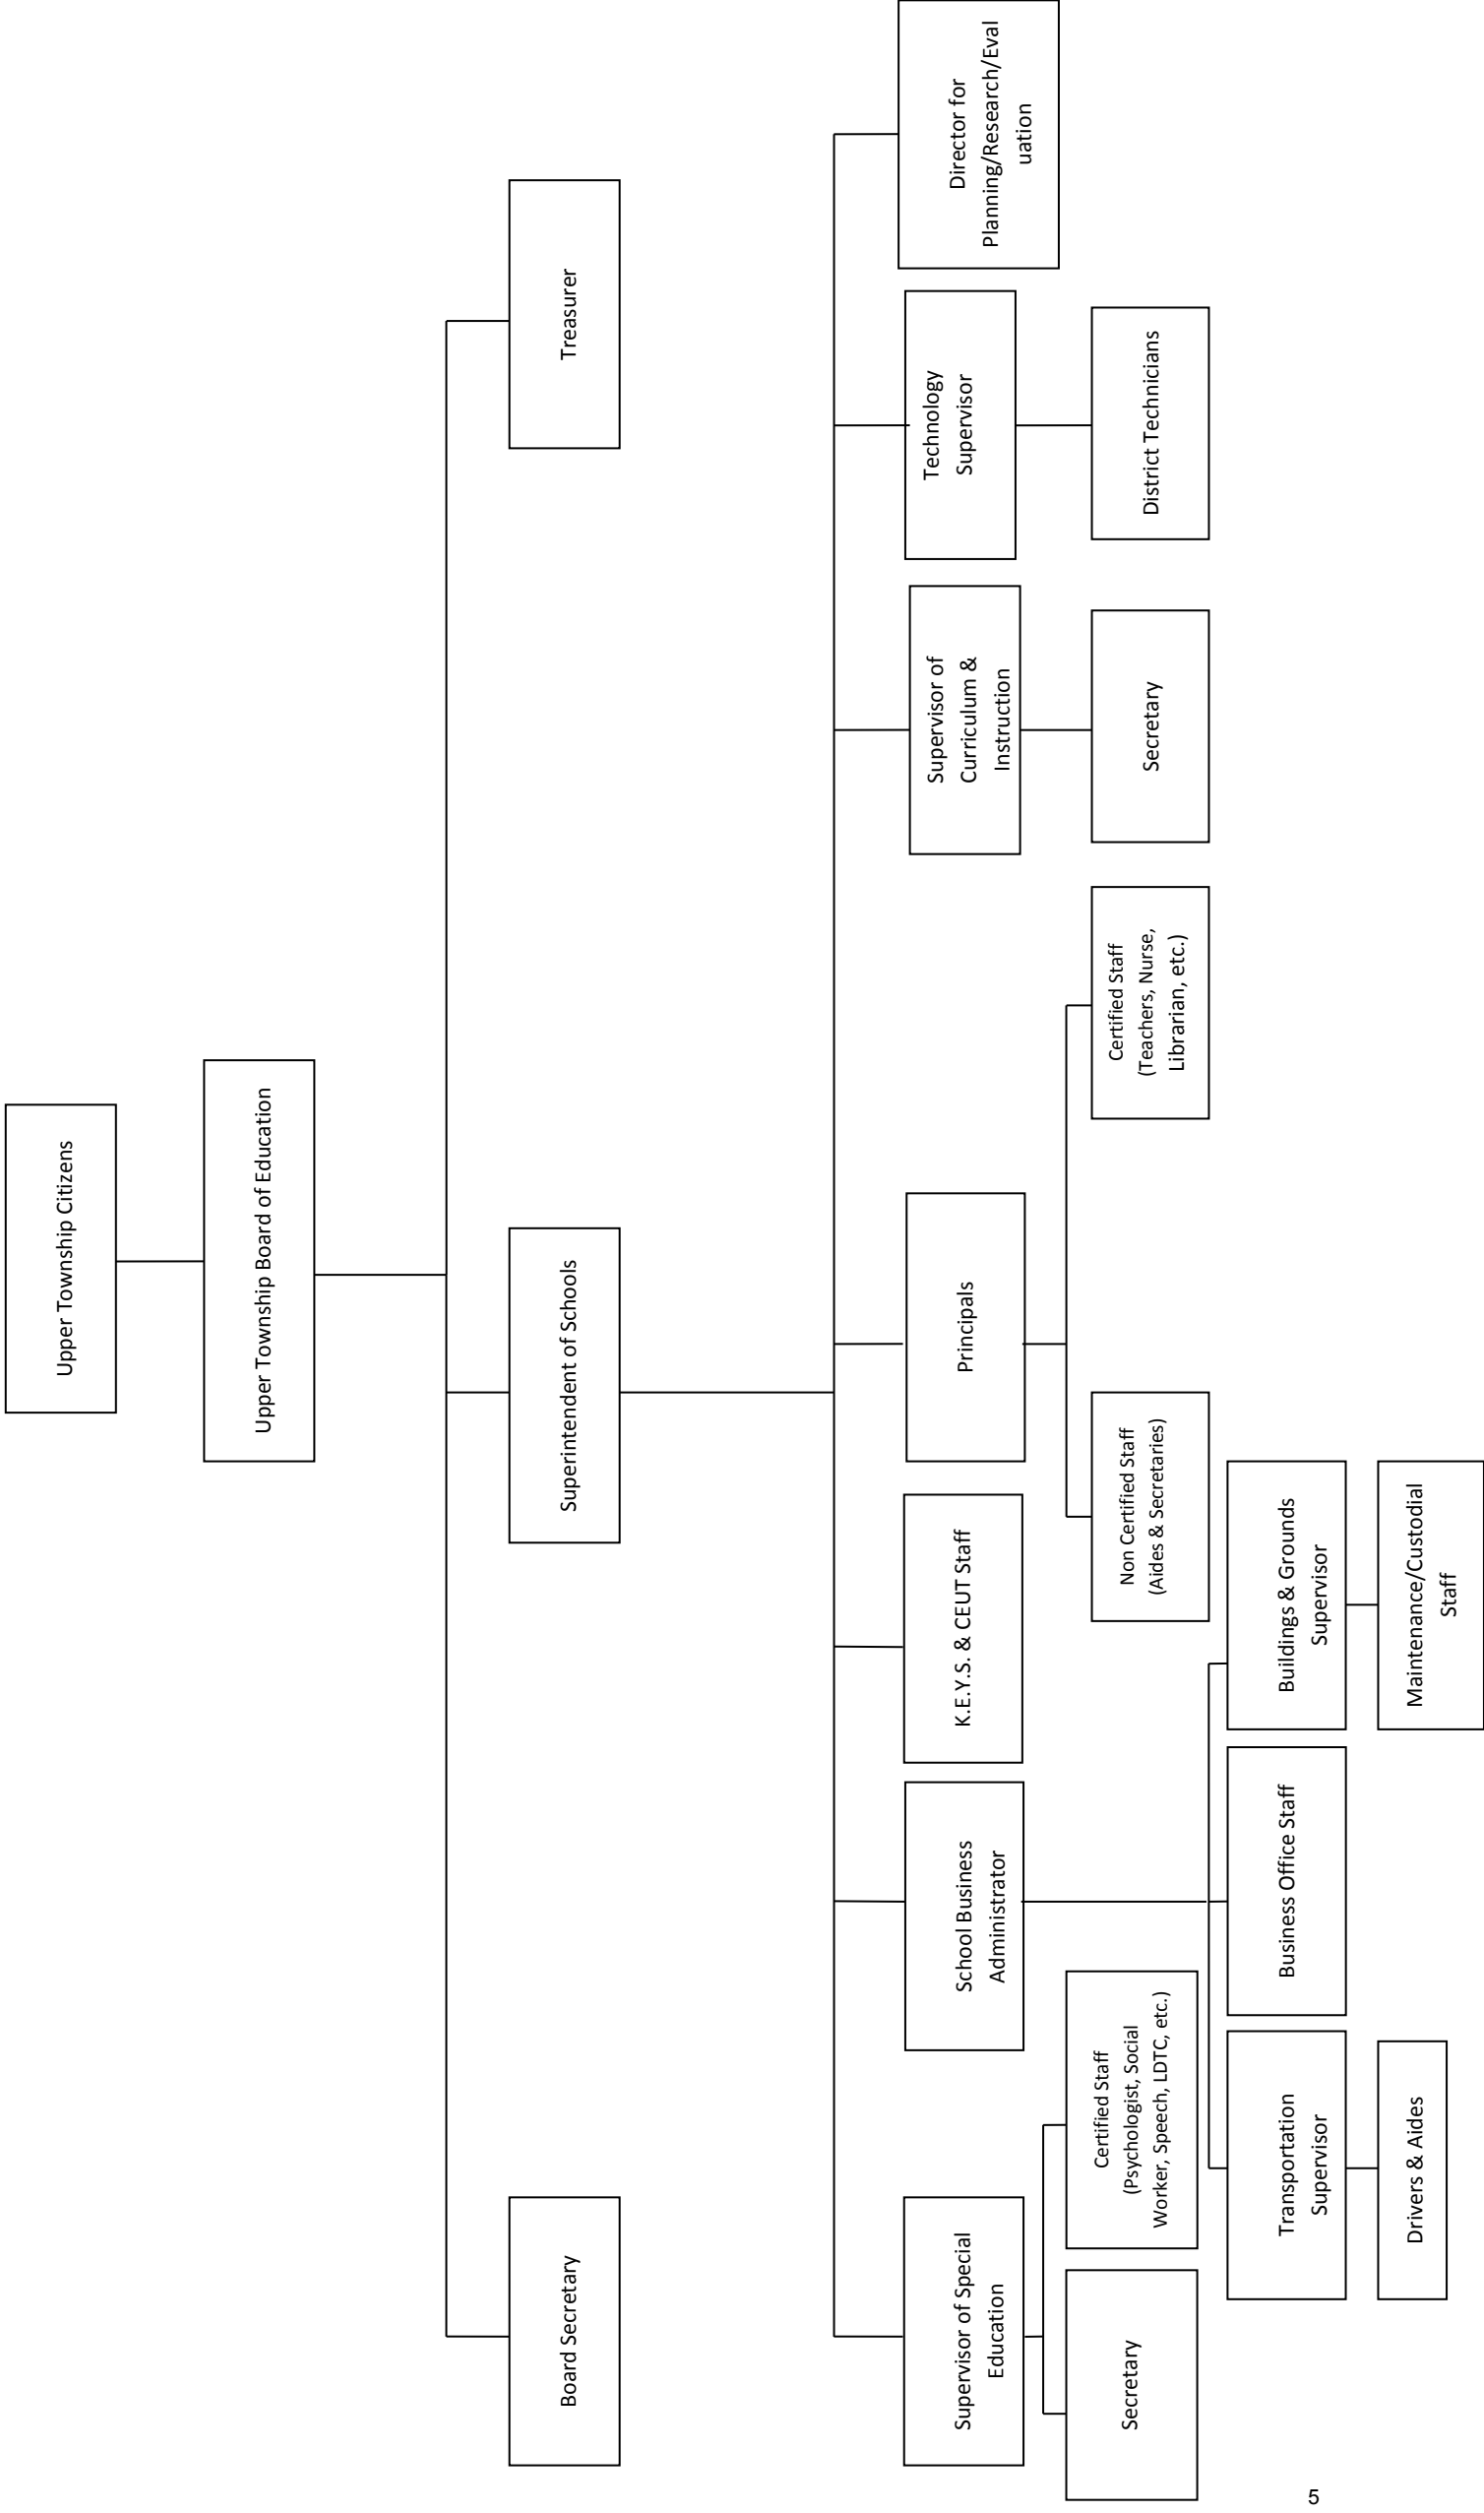 Upper Township Citizens
Upper Township Board of Education
Board Secretary
Superintendent of Schools
Treasurer
Supervisor of Special
Education
School Business
Administrator
K.E.Y.S. & CEUT Staff
Principals
Supervisor of
Curriculum &
Instruction
Technology
Supervisor
Director for
Planning/Research/Eval
uation
Secretary
Certified Staff
(Psychologist, Social
Worker, Speech, LDTC, etc.)
Non Certified Staff
(Aides & Secretaries)
Certified Staff
(Teachers, Nurse,
Librarian, etc.)
Secretary
District Technicians
Transportation
Supervisor
Business Office Staff
Buildings & Grounds
Supervisor
Drivers & Aides
Maintenance/Custodial
Staff
5